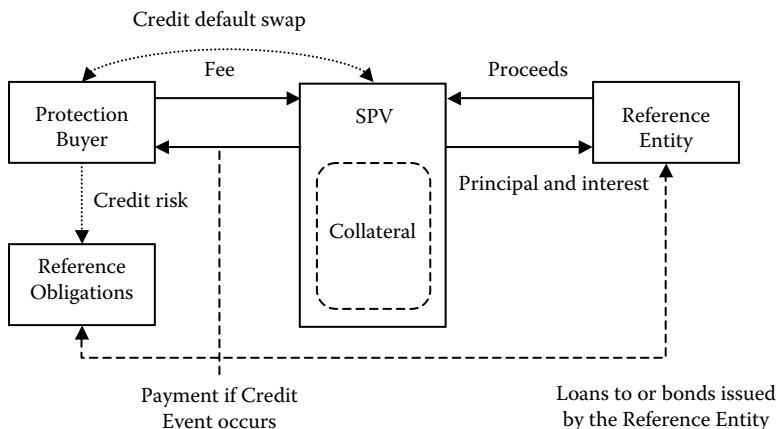 Credit default swap
Fee
Proceeds
Protection
Buyer
SPV
Reference
Entity
Principal and interest
Credit risk
Collateral
Reference
Obligations
Payment if Credit
Event occurs
Loans to or bonds issued
by the Reference Entity